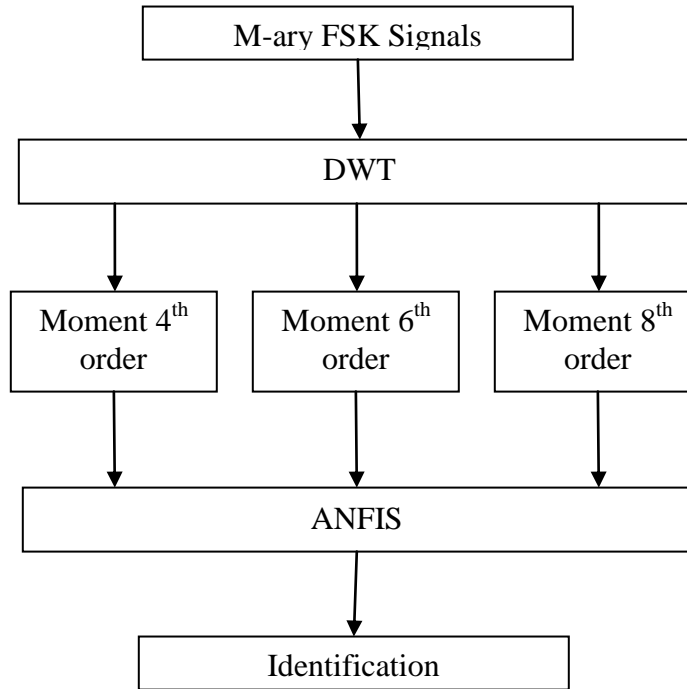 M-ary FSK Signals
DWT
Moment 4th
order
Moment 6th
order
Moment 8th
order
ANFIS
Identification